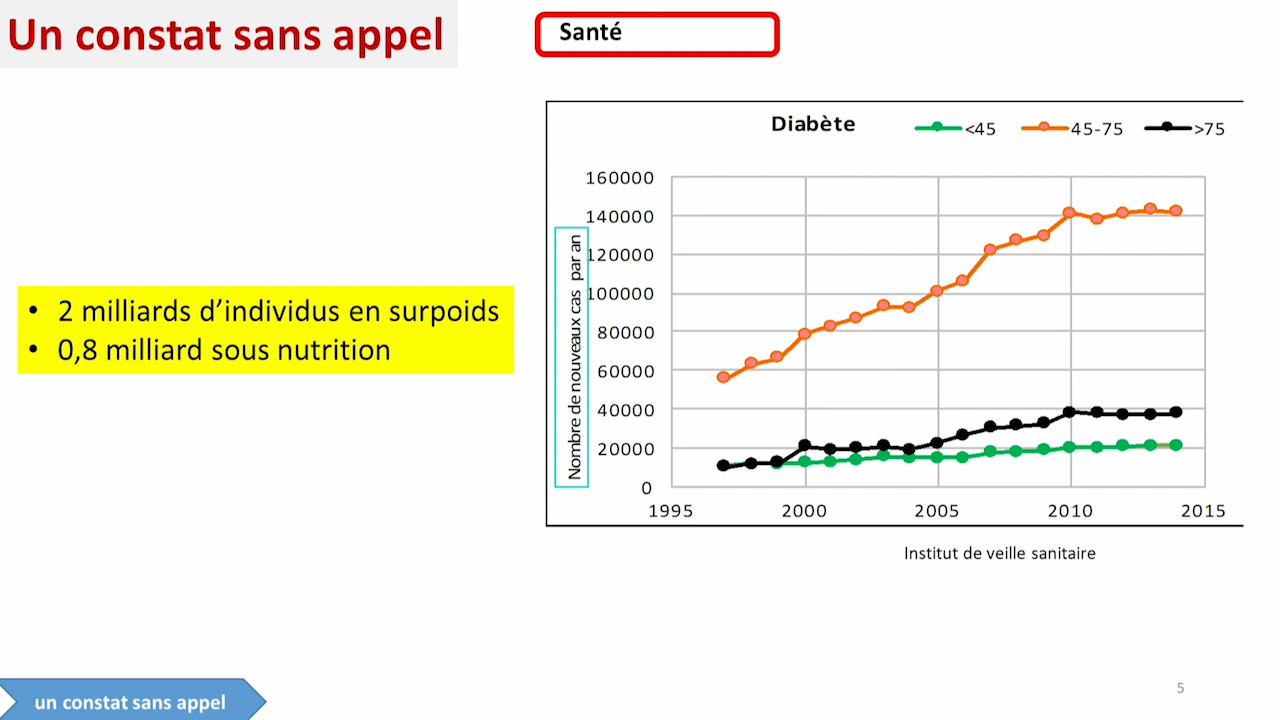 Un constat sans appel
Santé
Diabète
<45
45-75
>75
160000
140000
120000
100000
80000
60000
40000
20000
0
Nombre de nouveaux cas par an
1995
2000
2005
2010
2015
Institut de veille sanitaire
• 2 milliards d’individus en surpoids
• 0,8 milliard sous nutrition
un constat sans appel
5